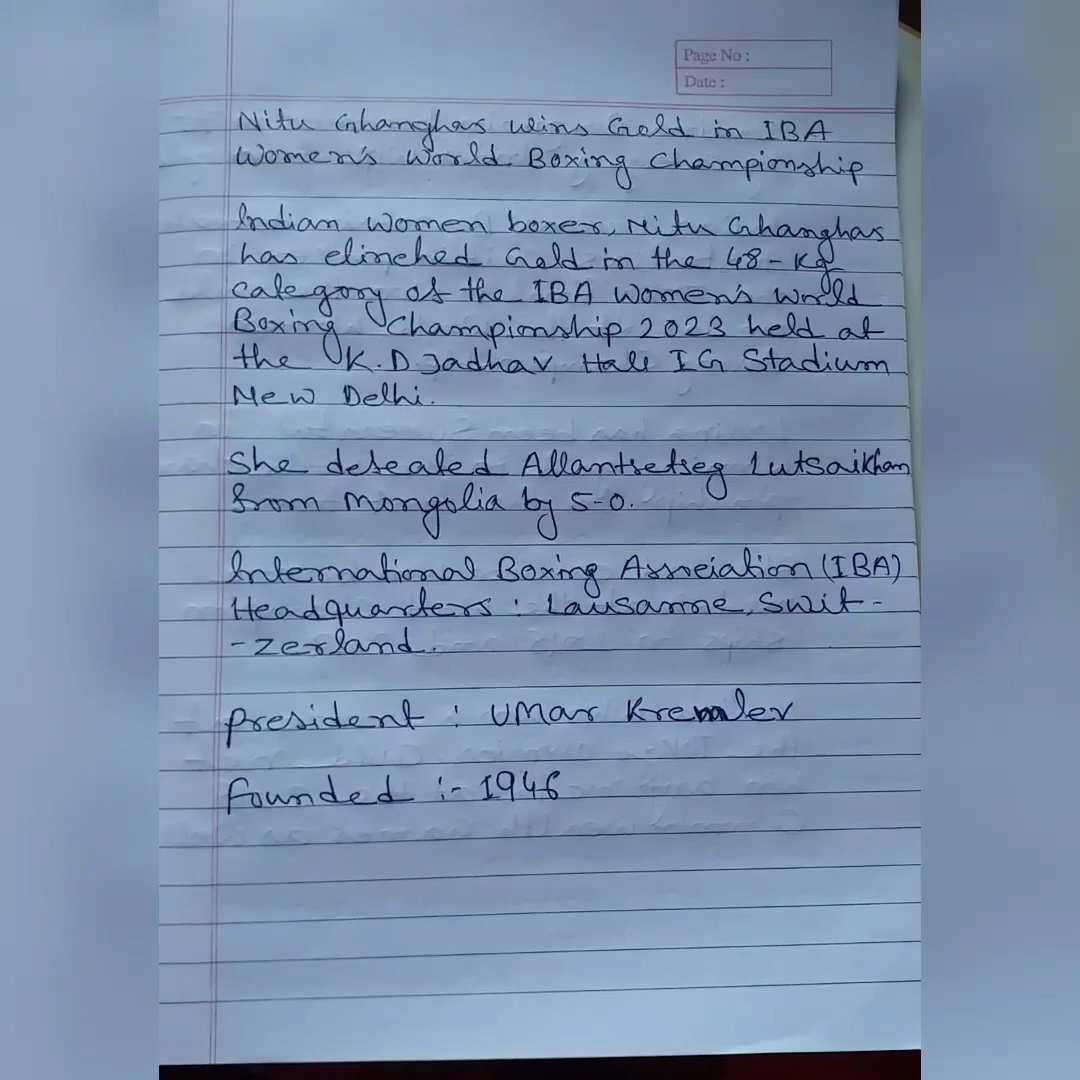 Page No :
Date :
Nitu Ghanghas wins Gold in IBA
Women's World Boxing Championship
Indian women boxer, Nitu Ghanghas
has clinched Gold in the 48-Kg
category of the IBA Women's World
Boxing Championship 2023 held at
the K.D Jadhav Hall IG Stadium
New Delhi.
She defeated Allantsetseg Lutsaikhan
from Mongolia by 5-0.
International Boxing Association (IBA)
Headquarters : Lausanne, Swit-
-zerland.
President : UMar Kremlev
Founded :- 1946